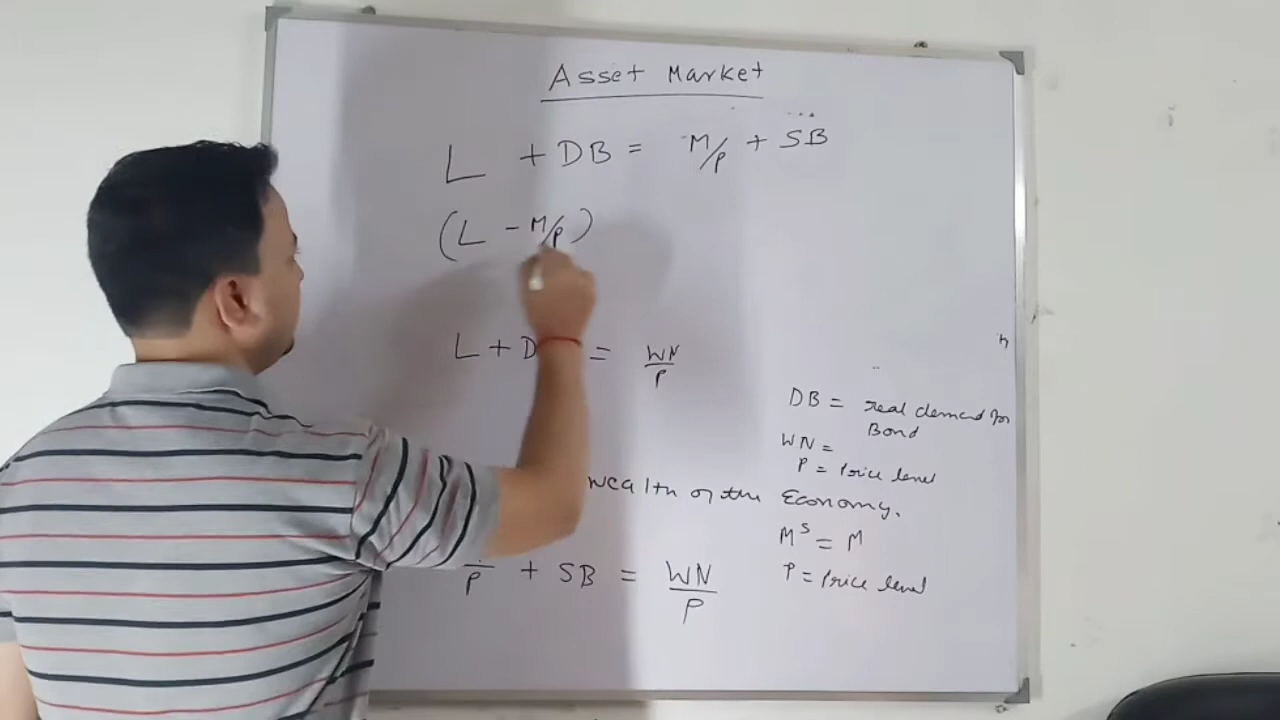 Asset Market
L + DB = M/P + SB
(L - M/P)
L + D = WN/P
DB = real demand for
Bond
WN =
P = Price level
wealth of the Economy.
M^S = M
P = Price level
P + SB = WN/P